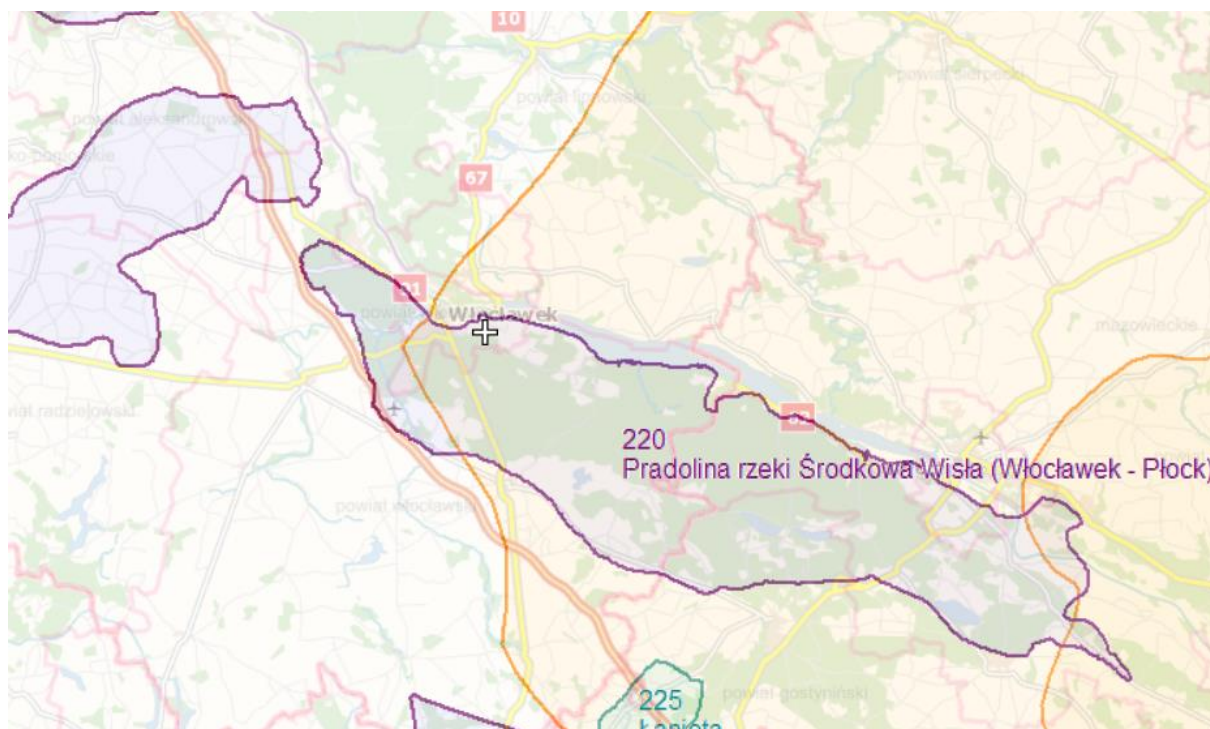 10
powiat sierpecki
powiat lipnowski
powiat aleksandrowski
67
91
Włocławek
mazowieckie
powiat radziejowski
62
220
Pradolina rzeki Środkowa Wisła (Włocławek - Płock)
powiat włocławski
225
powiat gostyniński